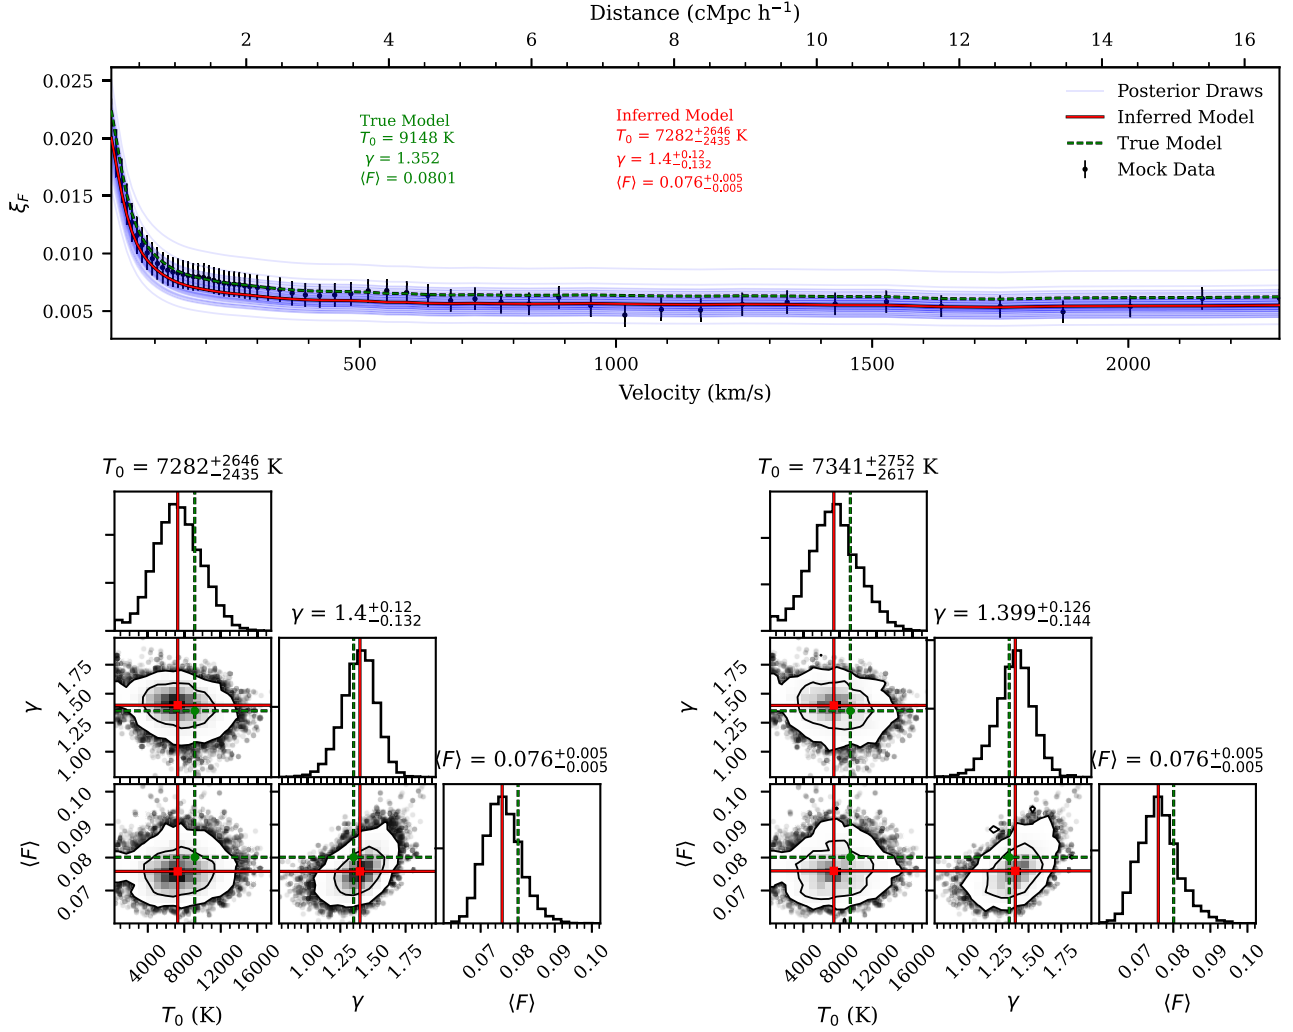 Distance (cMpc h⁻¹)
2 4 6 8 10 12 14 16
0.025
0.020
0.015
0.010
0.005
ξF
True Model
T₀ = 9148 K
γ = 1.352
⟨F⟩ = 0.0801
Inferred Model
T₀ = 7282 +2646 −2435 K
γ = 1.4 +0.12 −0.132
⟨F⟩ = 0.076 +0.005 −0.005
Posterior Draws
Inferred Model
True Model
Mock Data
500 1000 1500 2000
Velocity (km/s)
T₀ = 7282 +2646 −2435 K
γ = 1.4 +0.12 −0.132
⟨F⟩ = 0.076 +0.005 −0.005
γ
1.75
1.50
1.25
1.00
⟨F⟩
0.10
0.09
0.08
0.07
4000 8000 12000 16000
T₀ (K)
1.00 1.25 1.50 1.75
γ
0.07 0.08 0.09 0.10
⟨F⟩
T₀ = 7341 +2752 −2617 K
γ = 1.399 +0.126 −0.144
⟨F⟩ = 0.076 +0.005 −0.005
γ
1.75
1.50
1.25
1.00
⟨F⟩
0.10
0.09
0.08
0.07
4000 8000 12000 16000
T₀ (K)
1.00 1.25 1.50 1.75
γ
0.07 0.08 0.09 0.10
⟨F⟩